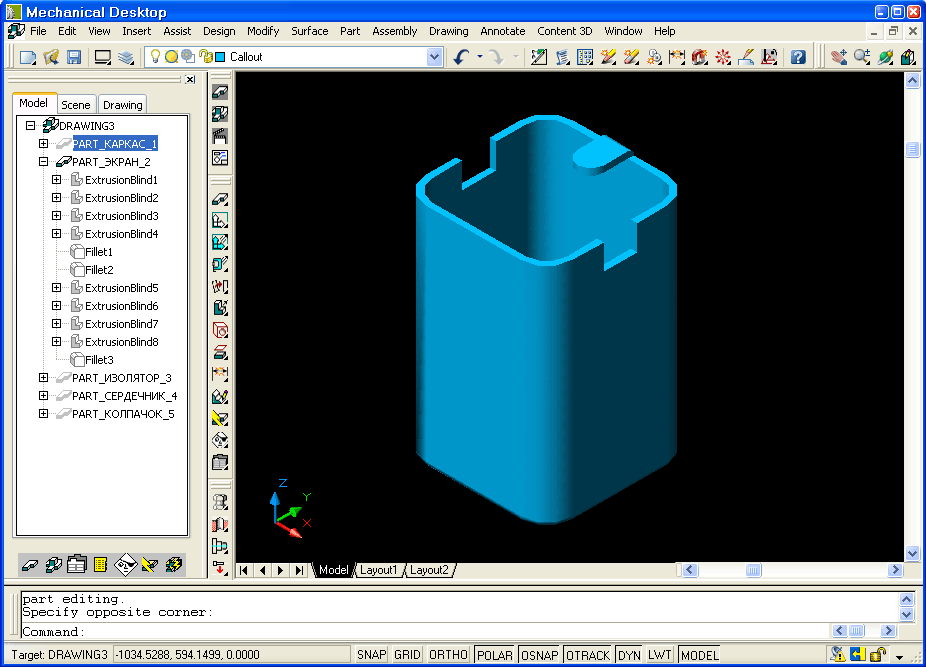 Mechanical Desktop
File Edit View Insert Assist Design Modify Surface Part Assembly Drawing Annotate Content 3D Window Help
Callout
Model Scene Drawing
DRAWING3
PART_КАРКАС_1
PART_ЭКРАН_2
ExtrusionBlind1
ExtrusionBlind2
ExtrusionBlind3
ExtrusionBlind4
Fillet1
Fillet2
ExtrusionBlind5
ExtrusionBlind6
ExtrusionBlind7
ExtrusionBlind8
Fillet3
PART_ИЗОЛЯТОР_3
PART_СЕРДЕЧНИК_4
PART_КОЛПАЧОК_5
Z
Y
X
Model Layout1 Layout2
part editing.
Specify opposite corner:
Command:
Target: DRAWING3 -1034.5288, 594.1499, 0.0000 SNAP GRID ORTHO POLAR OSNAP OTRACK DYN LWT MODEL